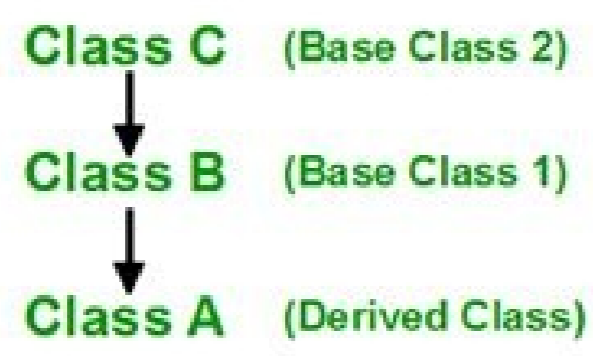 Class C (Base Class 2)
Class B (Base Class 1)
Class A (Derived Class)